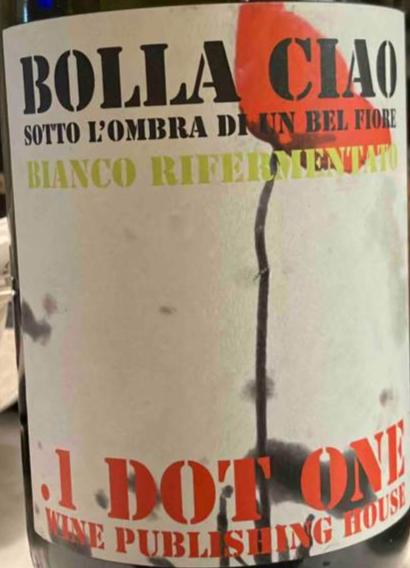 BOLLA CIAO
SOTTO L'OMBRA DI UN BEL FIORE
BIANCO RIFERMENTATO
.1 DOT ONE
WINE PUBLISHING HOUSE